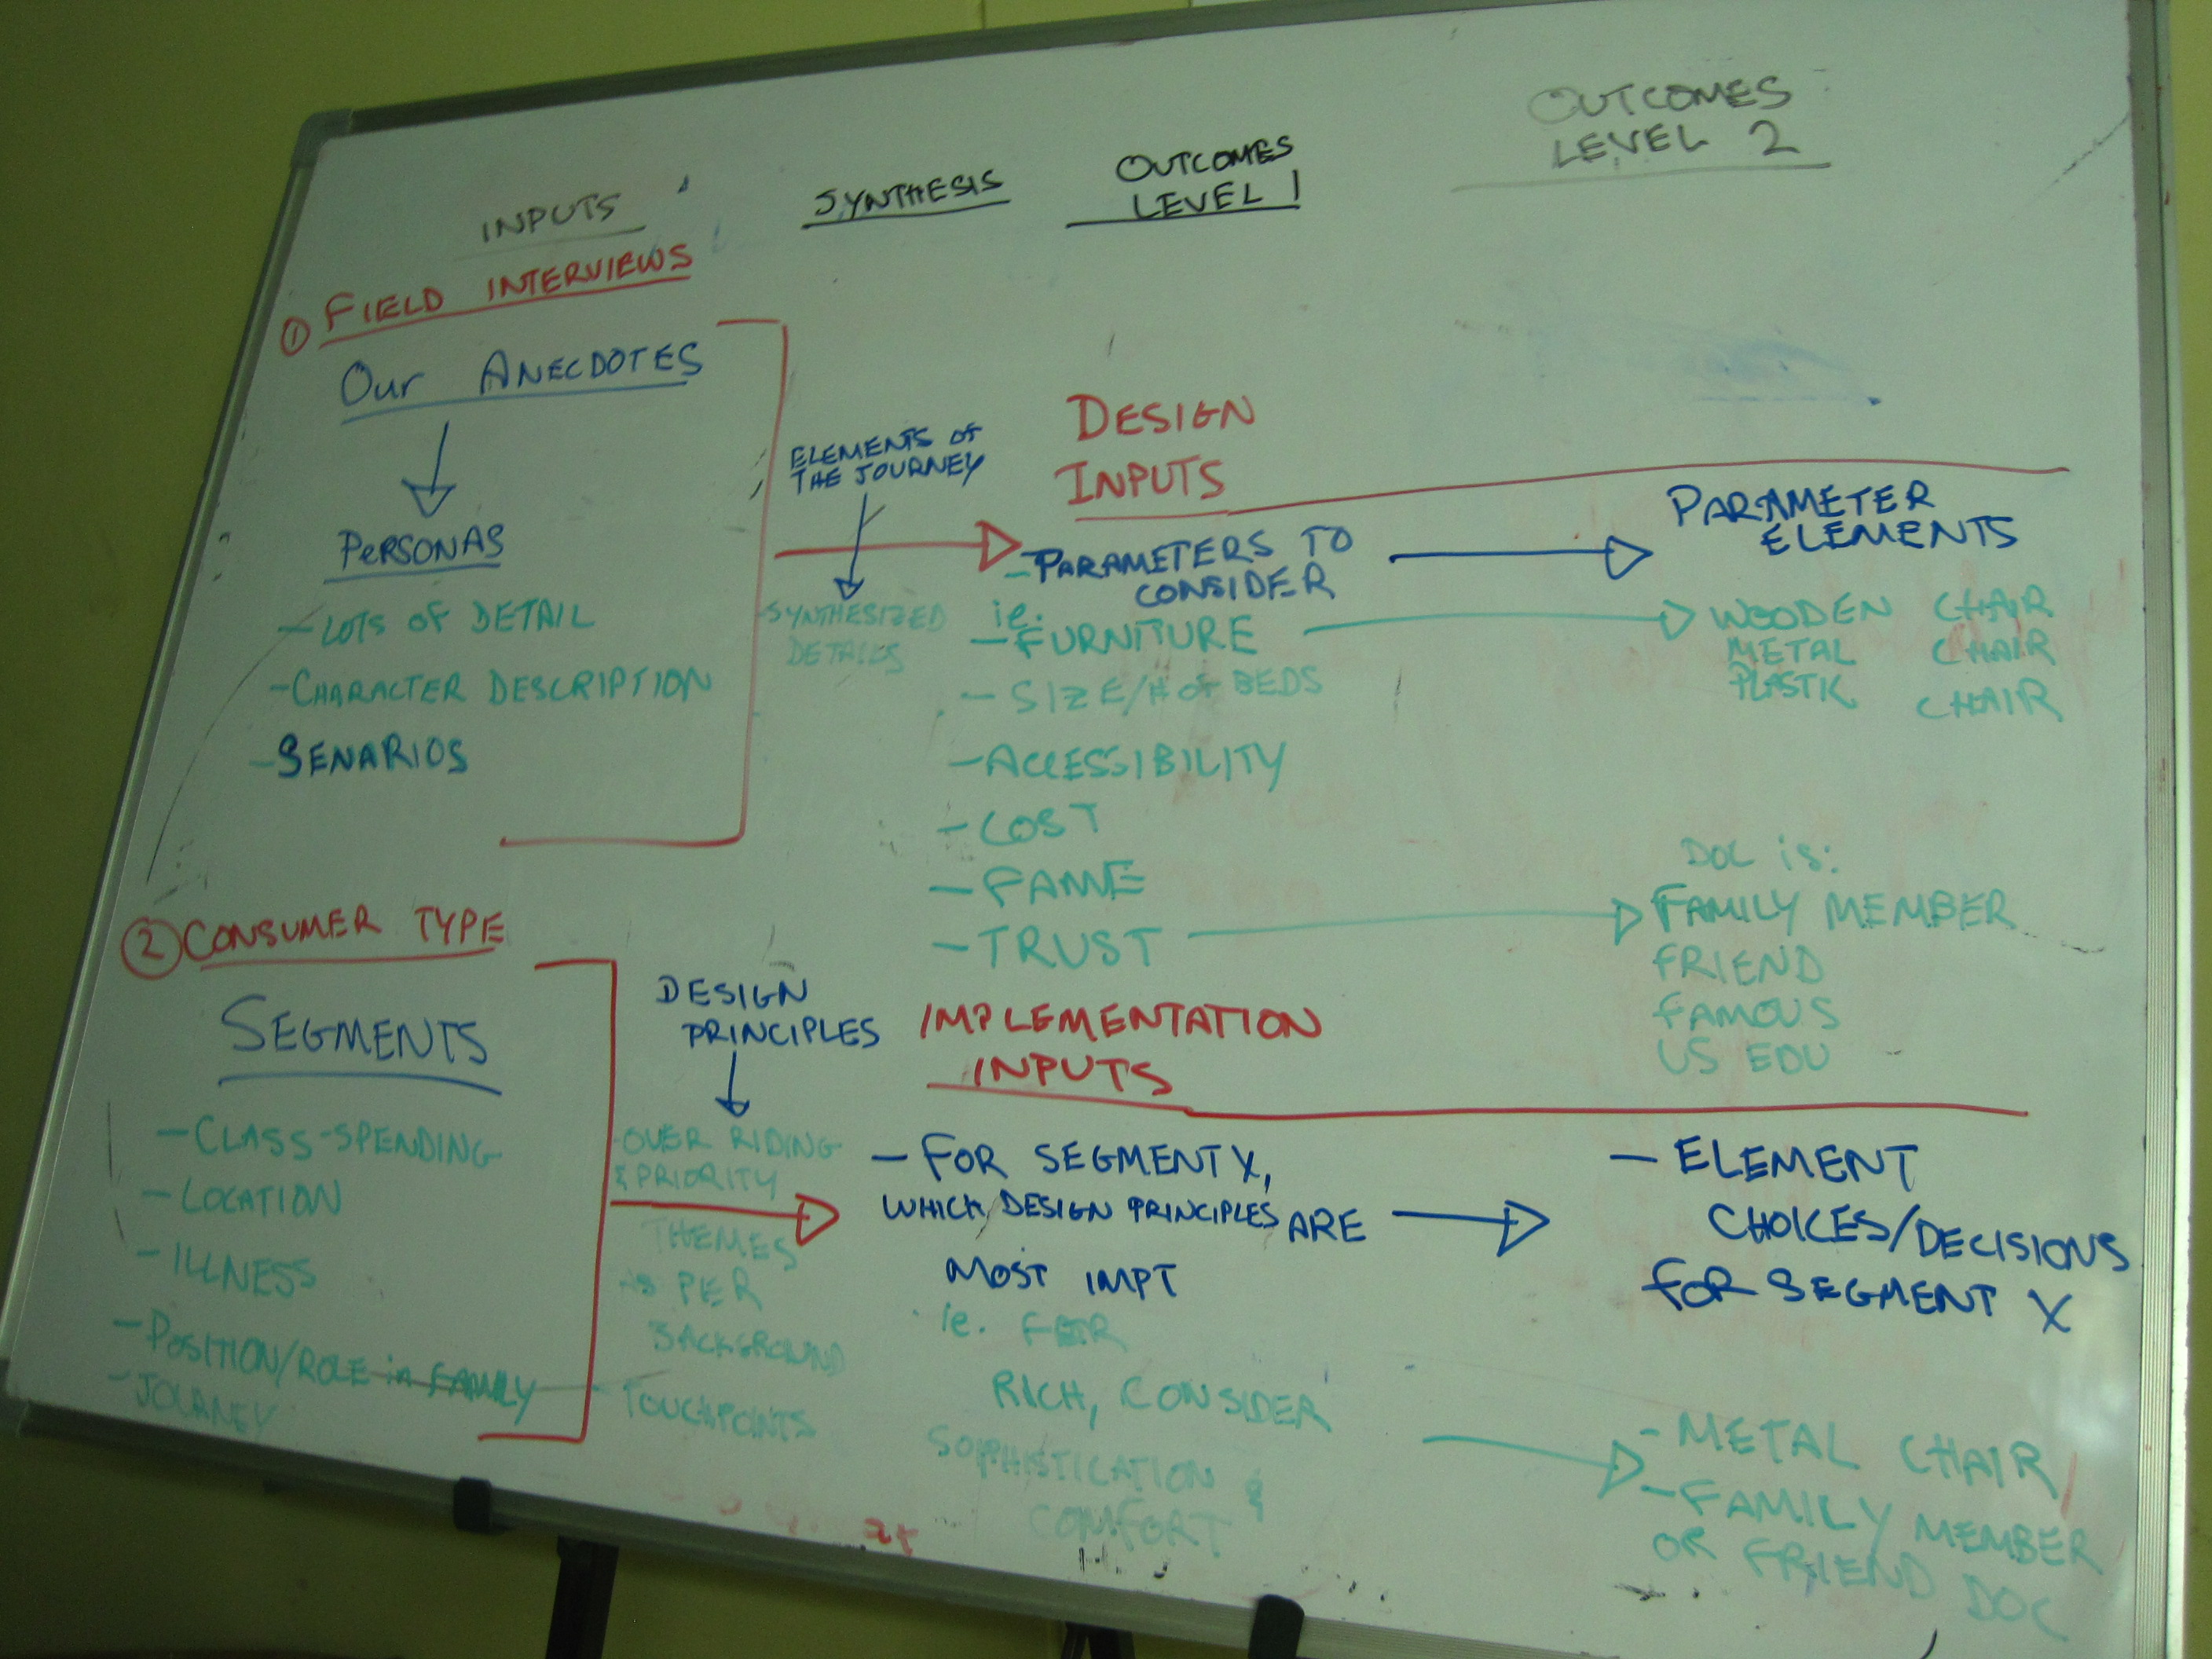 INPUTS
SYNTHESIS
OUTCOMES
LEVEL 1
OUTCOMES
LEVEL 2
① FIELD INTERVIEWS
Our ANECDOTES
PERSONAS
-LOTS OF DETAIL
-CHARACTER DESCRIPTION
-SENARIOS
ELEMENTS OF
THE JOURNEY
-SYNTHESIZED
DETAILS
DESIGN
INPUTS
-PARAMETERS TO
CONSIDER
ie.
-FURNITURE
- SIZE/# OF BEDS
-ACCESSIBILITY
-COST
-FAME
-TRUST
PARAMETER
ELEMENTS
WOODEN CHAIR
METAL CHAIR
PLASTIC CHAIR
DOC is:
FAMILY MEMBER
FRIEND
FAMOUS
US EDU
② CONSUMER TYPE
SEGMENTS
-CLASS-SPENDING
-LOCATION
-ILLNESS
-POSITION/ROLE in FAMILY
-JOURNEY
DESIGN
PRINCIPLES
-OVER RIDING
& PRIORITY
THEMES
PER
BACKGROUND
- TOUCHPOINTS
IMPLEMENTATION
INPUTS
- FOR SEGMENT X,
WHICH DESIGN PRINCIPLES ARE
MOST IMPT
ie. FOR
RICH, CONSIDER
SOPHISTICATION &
COMFORT
- ELEMENT
CHOICES/DECISIONS
FOR SEGMENT X
- METAL CHAIR
-FAMILY MEMBER
OR FRIEND DOC